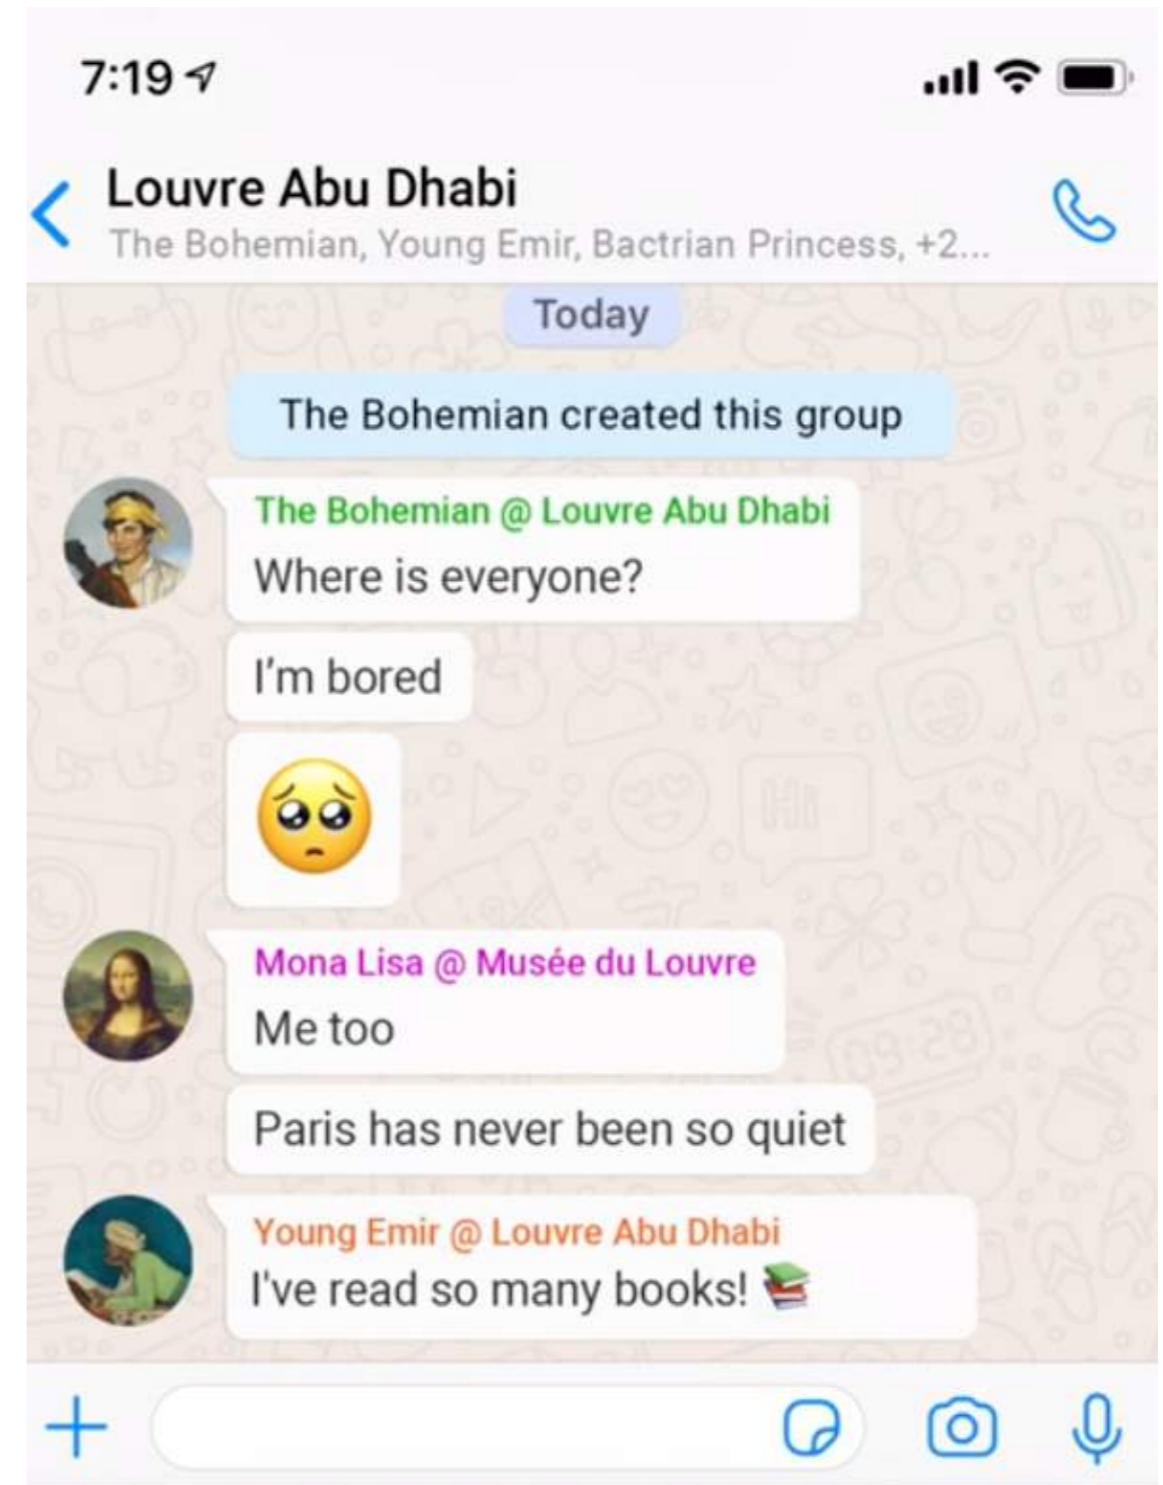 7:19
Louvre Abu Dhabi
The Bohemian, Young Emir, Bactrian Princess, +2...
Today
The Bohemian created this group
The Bohemian @ Louvre Abu Dhabi
Where is everyone?
I'm bored
Mona Lisa @ Musée du Louvre
Me too
Paris has never been so quiet
Young Emir @ Louvre Abu Dhabi
I've read so many books!